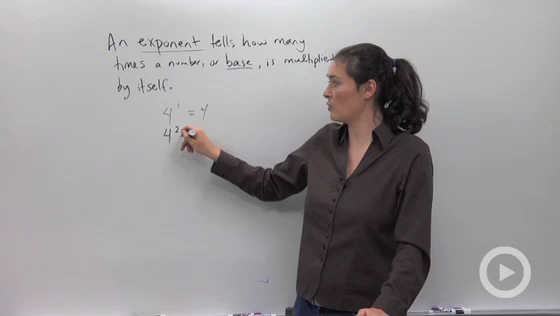 An exponent tells how many
times a number, or base, is multiplied
by itself.
4¹ = 4
4²